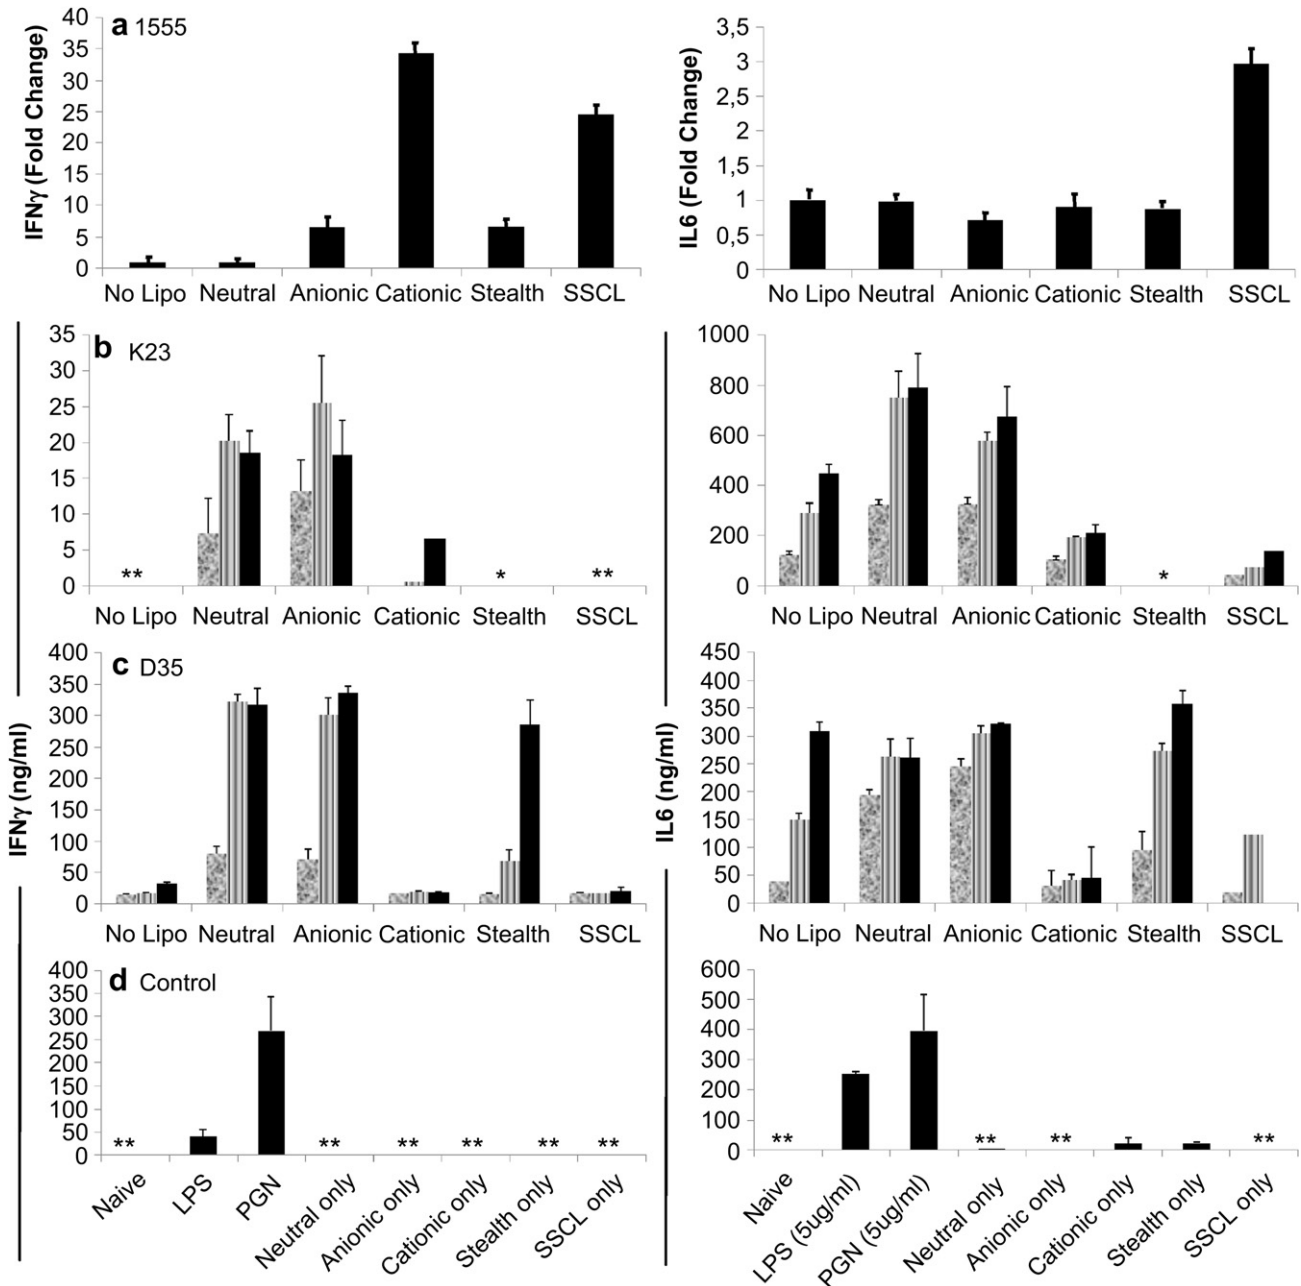 a 1555
IFNγ (Fold Change)
40
35
30
25
20
15
10
5
0
No Lipo Neutral Anionic Cationic Stealth SSCL
IL6 (Fold Change)
3,5
3
2,5
2
1,5
1
0,5
0
No Lipo Neutral Anionic Cationic Stealth SSCL
b K23
35
30
25
20
15
10
5
0
** * **
No Lipo Neutral Anionic Cationic Stealth SSCL
1000
800
600
400
200
0
*
No Lipo Neutral Anionic Cationic Stealth SSCL
IFNγ (ng/ml)
c D35
400
350
300
250
200
150
100
50
0
No Lipo Neutral Anionic Cationic Stealth SSCL
IL6 (ng/ml)
450
400
350
300
250
200
150
100
50
0
No Lipo Neutral Anionic Cationic Stealth SSCL
d Control
400
350
300
250
200
150
100
50
0
** ** ** ** ** **
Naive
LPS
PGN
Neutral only
Anionic only
Cationic only
Stealth only
SSCL only
600
500
400
300
200
100
0
** ** ** **
Naive
LPS (5ug/ml)
PGN (5ug/ml)
Neutral only
Anionic only
Cationic only
Stealth only
SSCL only